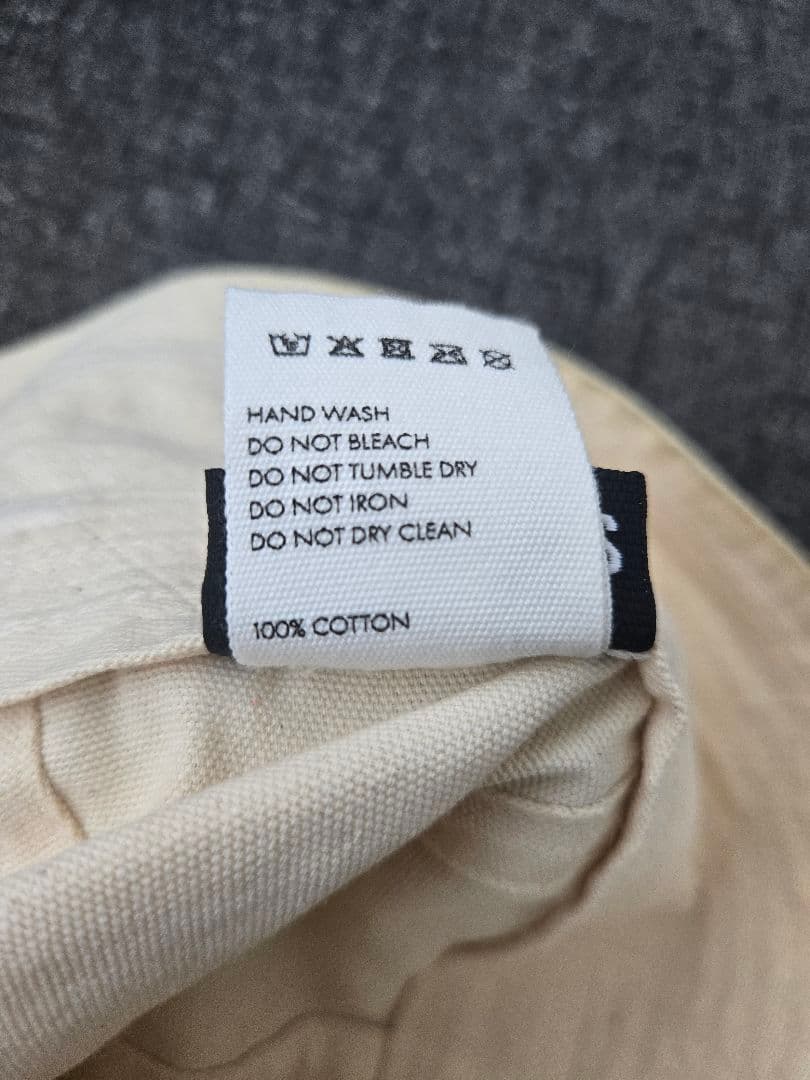 HAND WASH
DO NOT BLEACH
DO NOT TUMBLE DRY
DO NOT IRON
DO NOT DRY CLEAN
100% COTTON